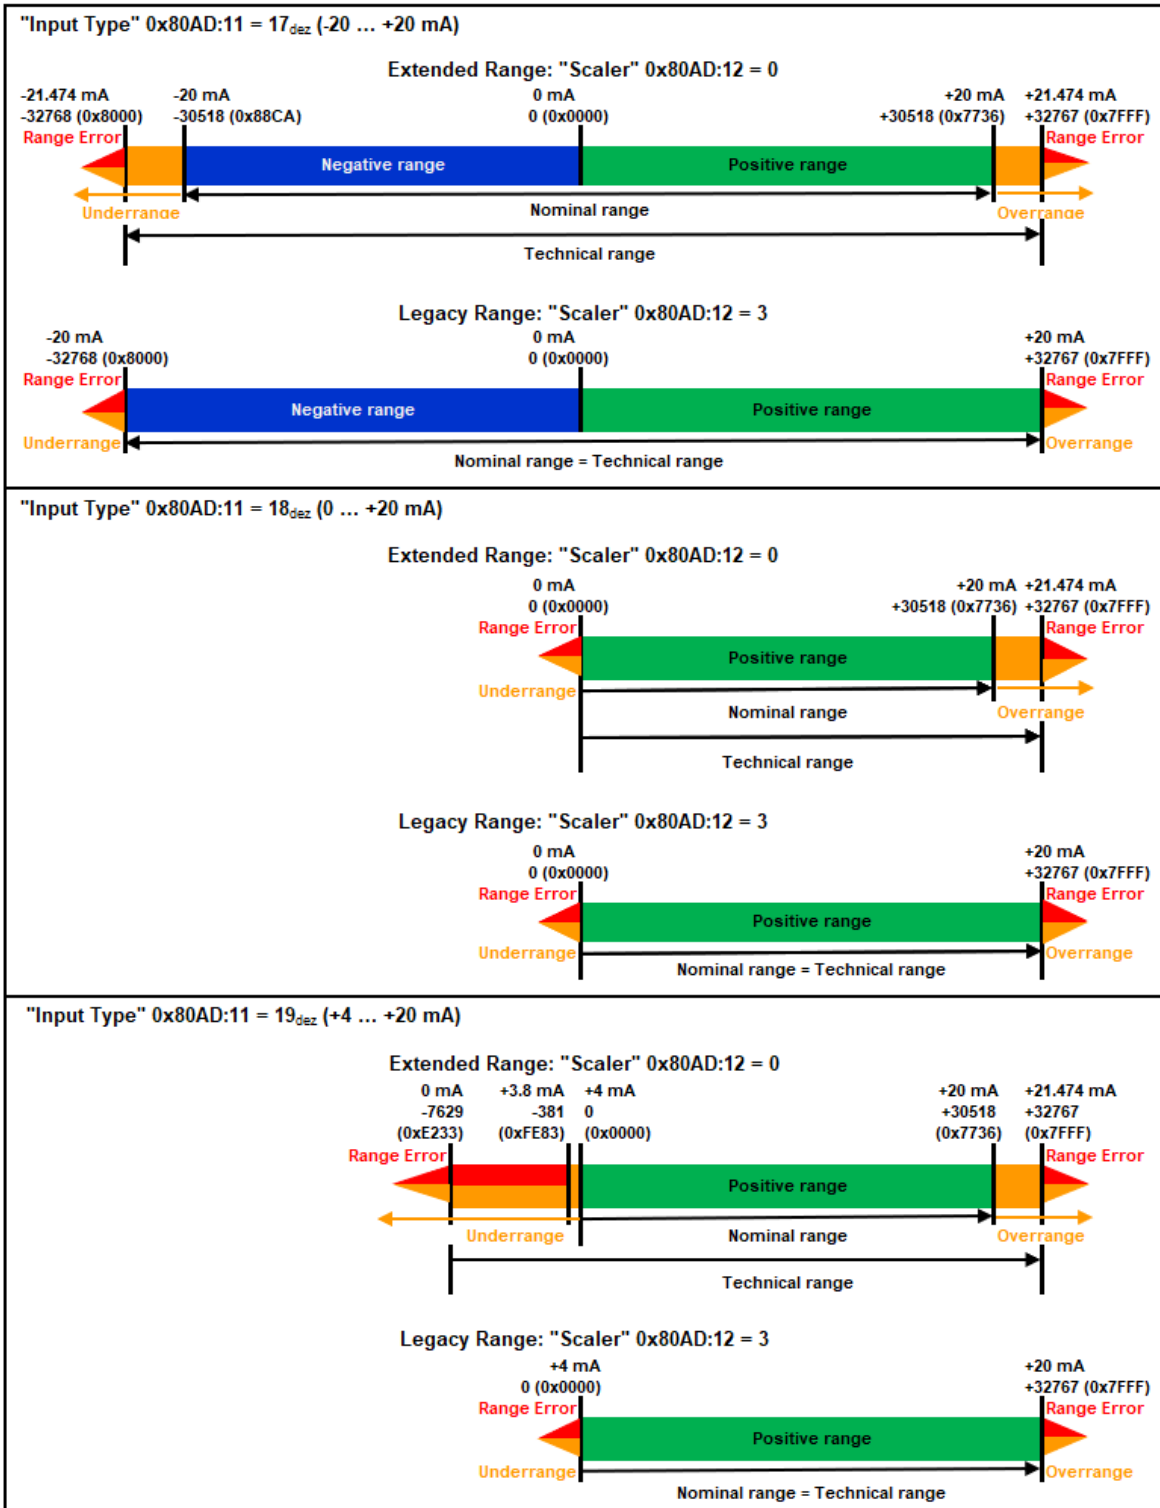 "Input Type" 0x80AD:11 = 17dez (-20 ... +20 mA)
Extended Range: "Scaler" 0x80AD:12 = 0
-21.474 mA -20 mA 0 mA +20 mA +21.474 mA
-32768 (0x8000) -30518 (0x88CA) 0 (0x0000) +30518 (0x7736) +32767 (0x7FFF)
Range Error Range Error
Negative range Positive range
Underrange Nominal range Overrange
Technical range
Legacy Range: "Scaler" 0x80AD:12 = 3
-20 mA 0 mA +20 mA
-32768 (0x8000) 0 (0x0000) +32767 (0x7FFF)
Range Error Range Error
Negative range Positive range
Underrange Overrange
Nominal range = Technical range
"Input Type" 0x80AD:11 = 18dez (0 ... +20 mA)
Extended Range: "Scaler" 0x80AD:12 = 0
0 mA +20 mA +21.474 mA
0 (0x0000) +30518 (0x7736) +32767 (0x7FFF)
Range Error Range Error
Positive range
Underrange
Nominal range Overrange
Technical range
Legacy Range: "Scaler" 0x80AD:12 = 3
0 mA +20 mA
0 (0x0000) +32767 (0x7FFF)
Range Error Range Error
Positive range
Underrange Overrange
Nominal range = Technical range
"Input Type" 0x80AD:11 = 19dez (+4 ... +20 mA)
Extended Range: "Scaler" 0x80AD:12 = 0
0 mA +3.8 mA +4 mA +20 mA +21.474 mA
-7629 -381 0 +30518 +32767
(0xE233) (0xFE83) (0x0000) (0x7736) (0x7FFF)
Range Error Range Error
Positive range
Underrange Nominal range Overrange
Technical range
Legacy Range: "Scaler" 0x80AD:12 = 3
+4 mA +20 mA
0 (0x0000) +32767 (0x7FFF)
Range Error Range Error
Positive range
Underrange Overrange
Nominal range = Technical range